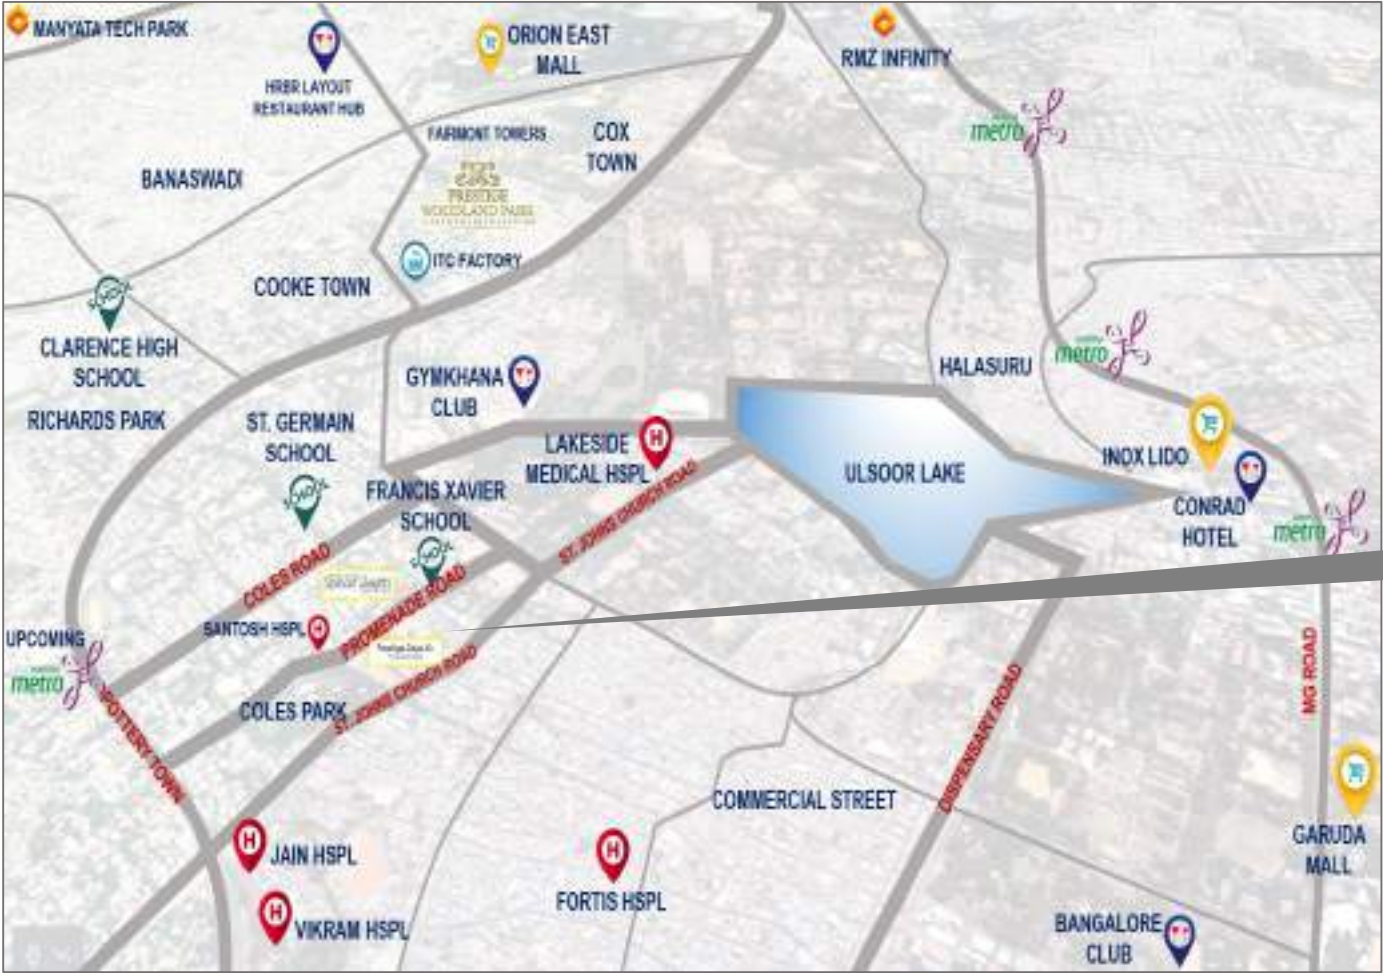 MANYATA TECH PARK
HRBR LAYOUT
RESTAURANT HUB
ORION EAST
MALL
RMZ INFINITY
metro
FAIRMONT TOWERS
COX
TOWN
BANASWADI
PRESTIGE
WOODLAND PARK
ITC FACTORY
COOKE TOWN
CLARENCE HIGH
SCHOOL
RICHARDS PARK
GYMKHANA
CLUB
HALASURU
metro
ST. GERMAIN
SCHOOL
LAKESIDE
MEDICAL HSPL
H
ULSOOR LAKE
INOX LIDO
CONRAD
HOTEL
metro
FRANCIS XAVIER
SCHOOL
ST. JOHNS CHURCH ROAD
COLES ROAD
PROMENADE ROAD
SANTOSH HSPL
H
UPCOMING
metro
COLES PARK
ST. JOHNS CHURCH ROAD
POTTERY TOWN
DISPENSARY ROAD
MG ROAD
COMMERCIAL STREET
GARUDA
MALL
H
JAIN HSPL
H
FORTIS HSPL
H
VIKRAM HSPL
BANGALORE
CLUB